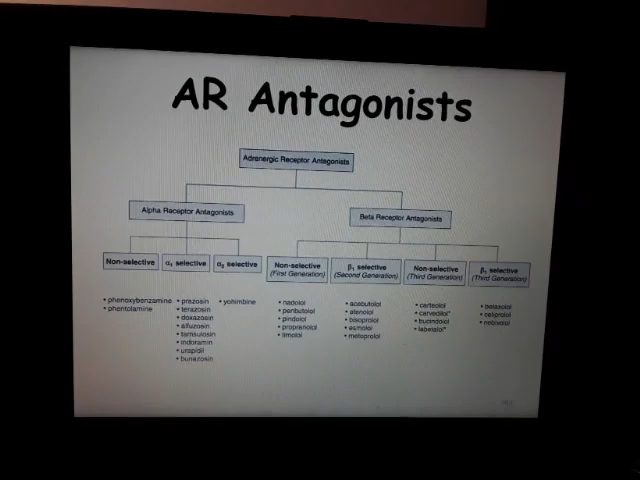 AR Antagonists
Adrenergic Receptor Antagonists
Alpha Receptor Antagonists
Beta Receptor Antagonists
Non-selective
α₁ selective
α₂ selective
Non-selective
(First Generation)
β₁ selective
(Second Generation)
Non-selective
(Third Generation)
β₁ selective
(Third Generation)
• phenoxybenzamine
• phentolamine
• prazosin
• terazosin
• doxazosin
• alfuzosin
• tamsulosin
• indoramin
• urapidil
• bunazosin
• yohimbine
• nadolol
• penbutolol
• pindolol
• propranolol
• timolol
• acebutolol
• atenolol
• bisoprolol
• esmolol
• metoprolol
• carteolol
• carvedilol*
• bucindolol
• labetalol*
• betaxolol
• celiprolol
• nebivolol